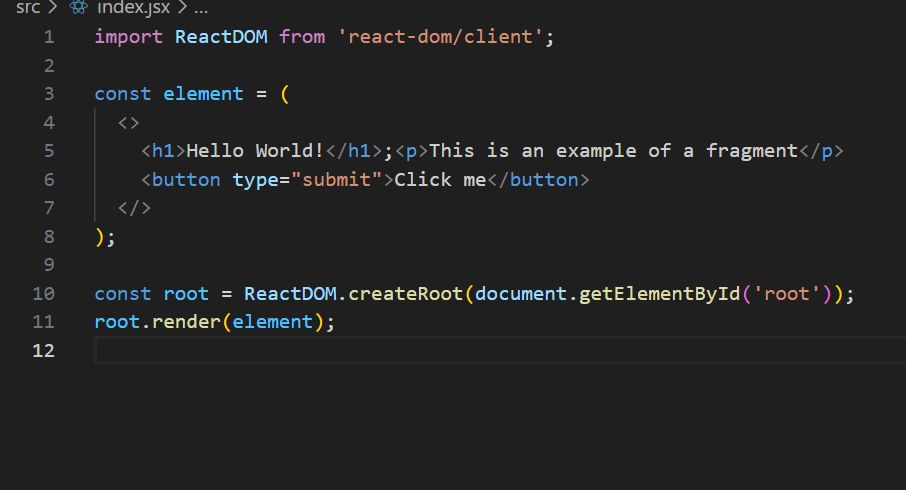 src > index.jsx > ...
1 import ReactDOM from 'react-dom/client';
2
3 const element = (
4   <>
5     <h1>Hello World!</h1>;<p>This is an example of a fragment</p>
6     <button type="submit">Click me</button>
7   </>
8 );
9
10 const root = ReactDOM.createRoot(document.getElementById('root'));
11 root.render(element);
12